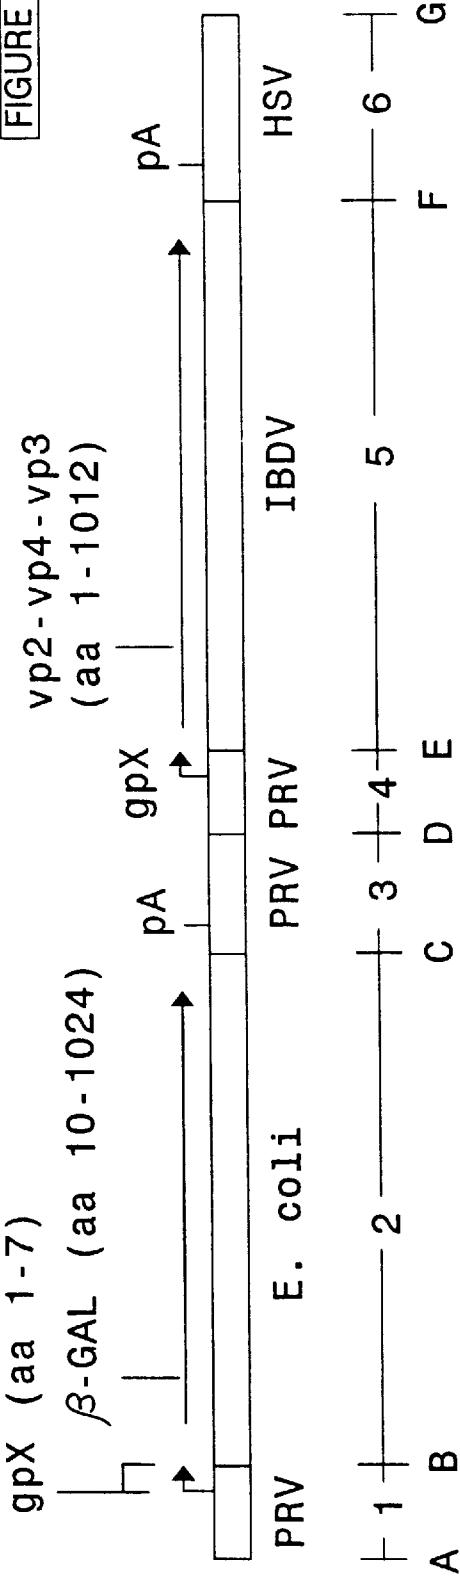 FIGURE
gpX (aa 1-7)
β-GAL (aa 10-1024)
pA
gpX
vp2-vp4-vp3
(aa 1-1012)
pA
PRV
E. coli
PRV
PRV
IBDV
HSV
1
2
3
4
5
6
A
B
C
D
E
F
G